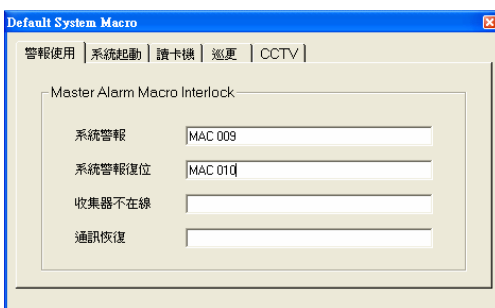 Default System Macro
警報使用 系統起動 讀卡機 巡更 CCTV
Master Alarm Macro Interlock
系統警報 MAC 009
系統警報復位 MAC 010
收集器不在線
通訊恢復